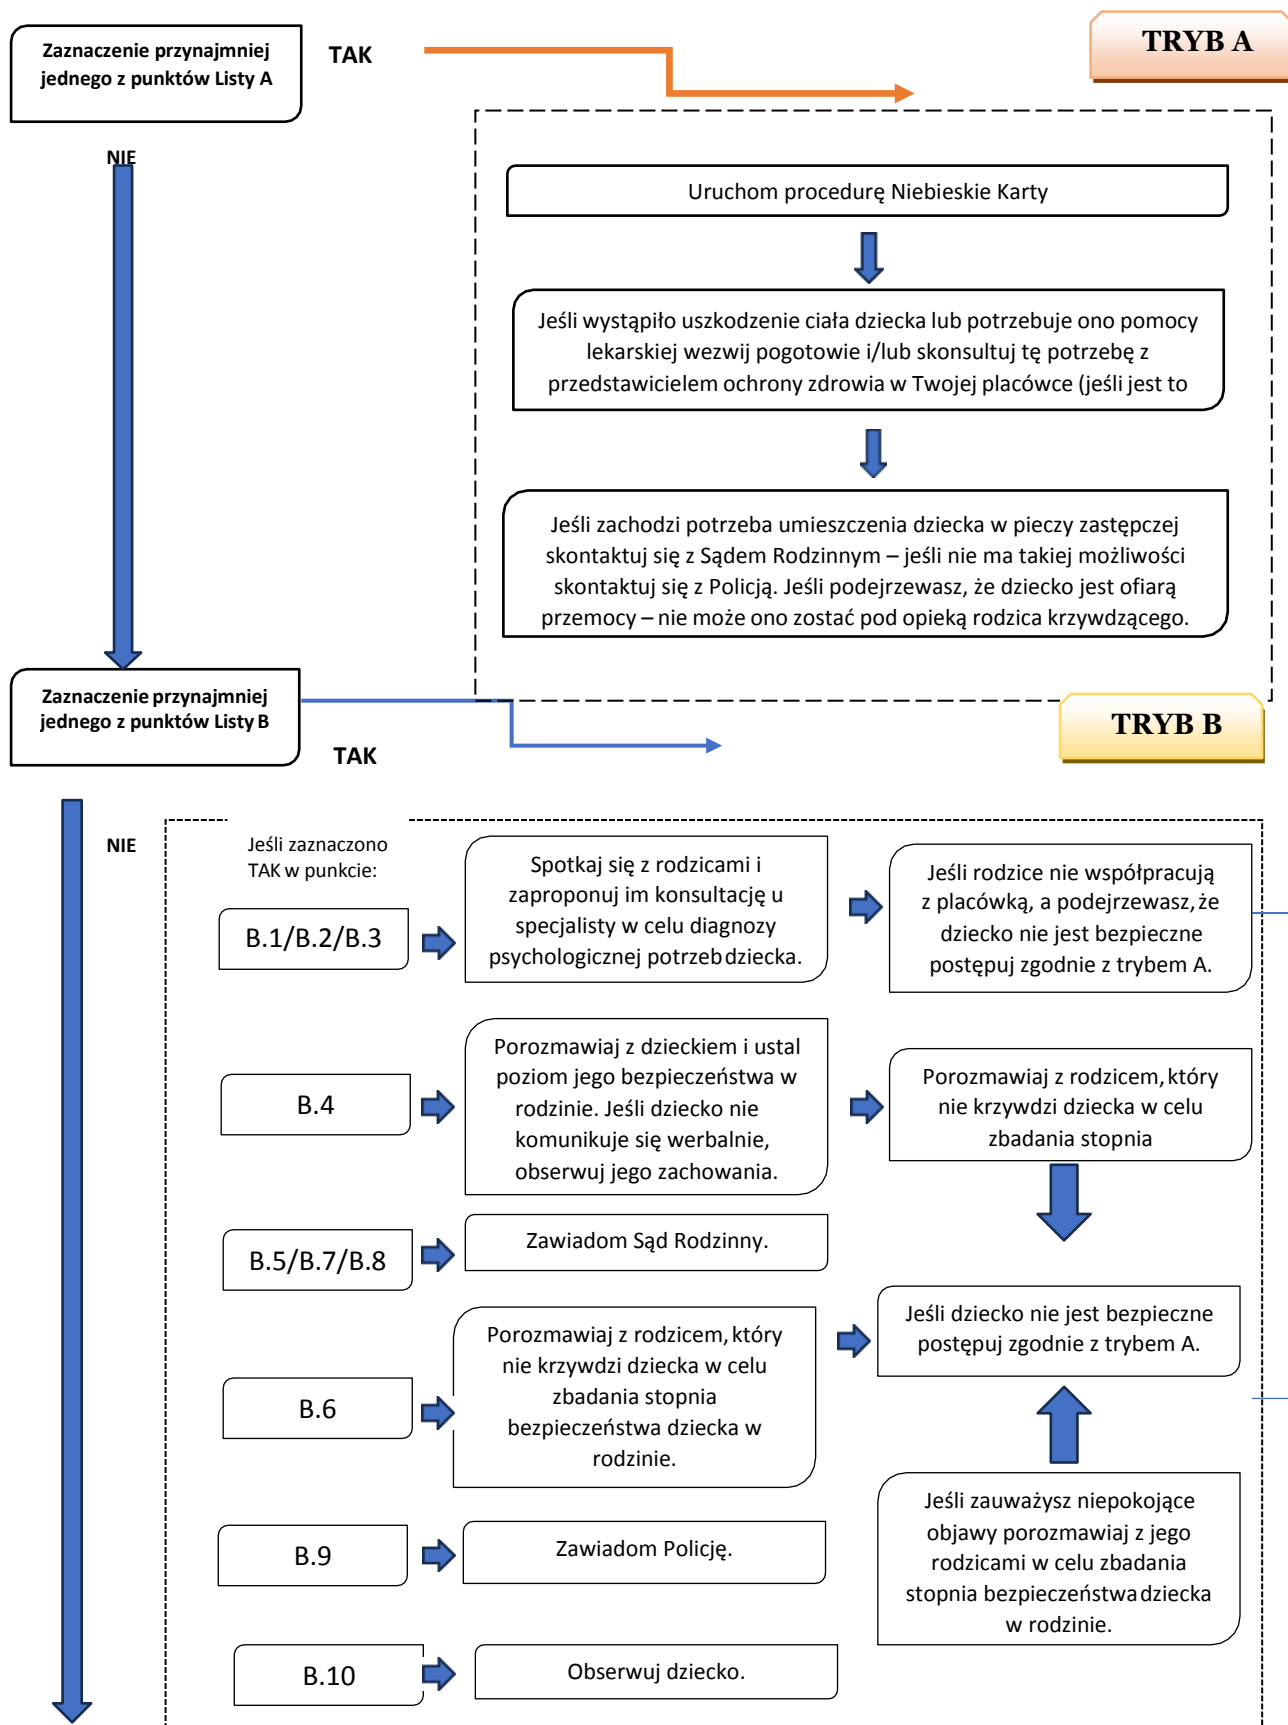 Zaznaczenie przynajmniej
jednego z punktów Listy A
TAK
TRYB A
NIE
Uruchom procedurę Niebieskie Karty
Jeśli wystąpiło uszkodzenie ciała dziecka lub potrzebuje ono pomocy
lekarskiej wezwij pogotowie i/lub skonsultuj tę potrzebę z
przedstawicielem ochrony zdrowia w Twojej placówce (jeśli jest to
Jeśli zachodzi potrzeba umieszczenia dziecka w pieczy zastępczej
skontaktuj się z Sądem Rodzinnym – jeśli nie ma takiej możliwości
skontaktuj się z Policją. Jeśli podejrzewasz, że dziecko jest ofiarą
przemocy – nie może ono zostać pod opieką rodzica krzywdzącego.
Zaznaczenie przynajmniej
jednego z punktów Listy B
TAK
TRYB B
NIE
Jeśli zaznaczono
TAK w punkcie:
B.1/B.2/B.3
Spotkaj się z rodzicami i
zaproponuj im konsultację u
specjalisty w celu diagnozy
psychologicznej potrzeb dziecka.
Jeśli rodzice nie współpracują
z placówką, a podejrzewasz, że
dziecko nie jest bezpieczne
postępuj zgodnie z trybem A.
B.4
Porozmawiaj z dzieckiem i ustal
poziom jego bezpieczeństwa w
rodzinie. Jeśli dziecko nie
komunikuje się werbalnie,
obserwuj jego zachowania.
Porozmawiaj z rodzicem, który
nie krzywdzi dziecka w celu
zbadania stopnia
B.5/B.7/B.8
Zawiadom Sąd Rodzinny.
B.6
Porozmawiaj z rodzicem, który
nie krzywdzi dziecka w celu
zbadania stopnia
bezpieczeństwa dziecka w
rodzinie.
Jeśli dziecko nie jest bezpieczne
postępuj zgodnie z trybem A.
B.9
Zawiadom Policję.
Jeśli zauważysz niepokojące
objawy porozmawiaj z jego
rodzicami w celu zbadania
stopnia bezpieczeństwa dziecka
w rodzinie.
B.10
Obserwuj dziecko.